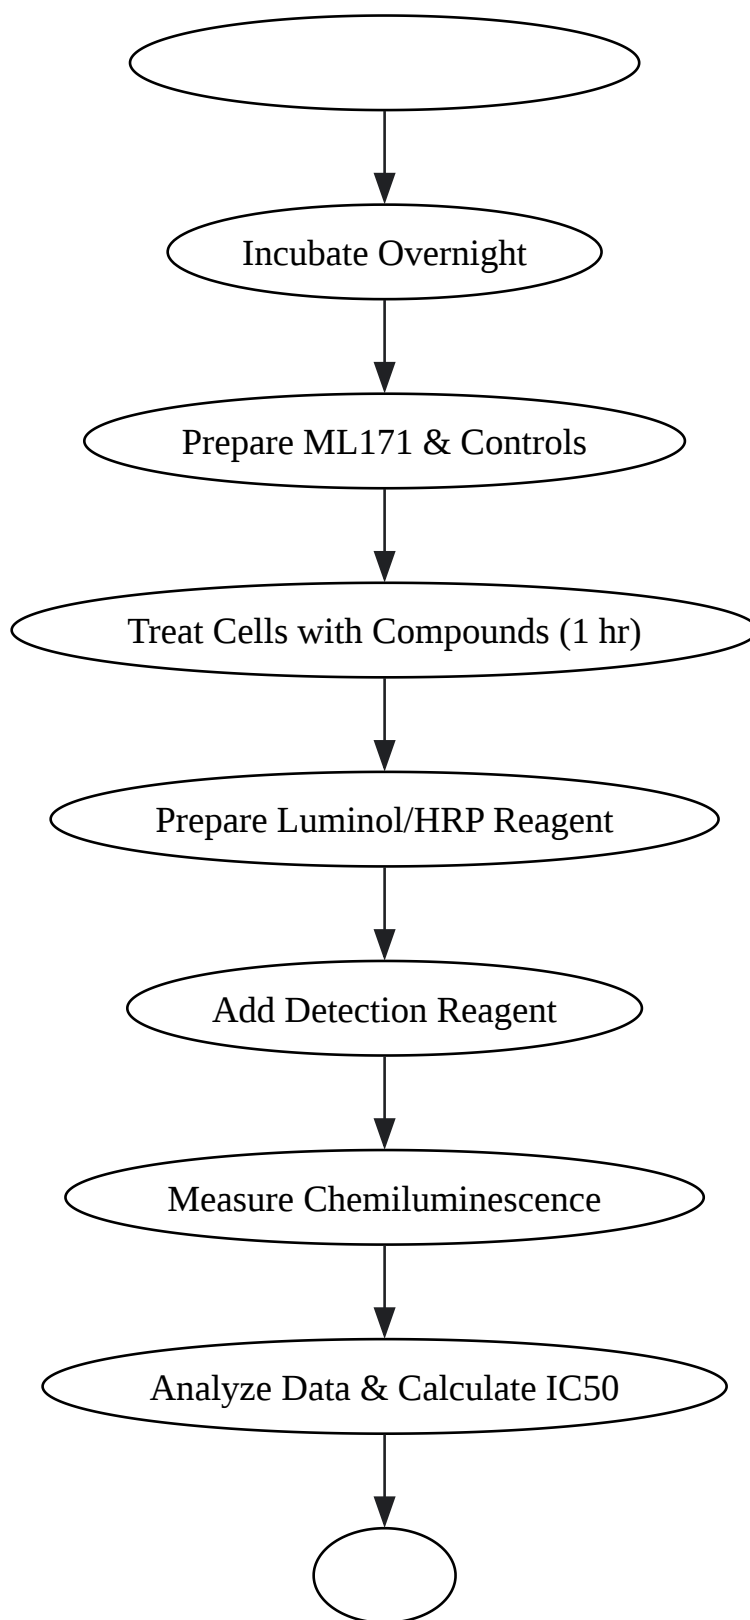 Incubate Overnight
Prepare ML171 & Controls
Treat Cells with Compounds (1 hr)
Prepare Luminol/HRP Reagent
Add Detection Reagent
Measure Chemiluminescence
Analyze Data & Calculate IC50